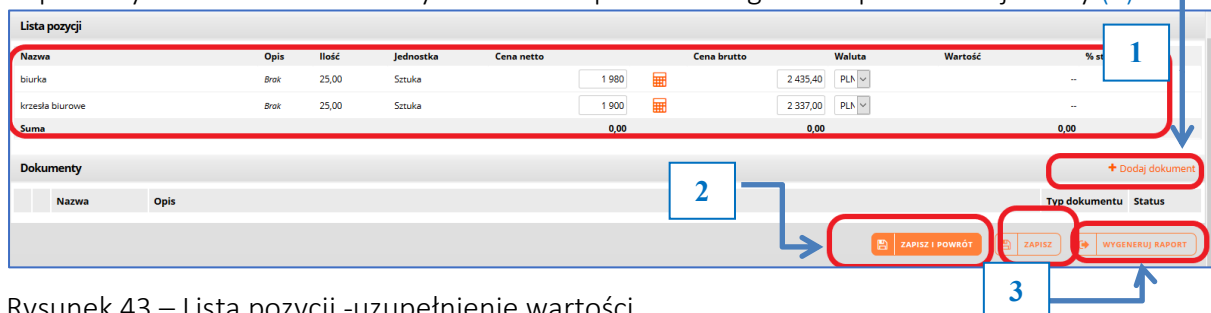 Lista pozycji
1
Nazwa Opis Ilość Jednostka Cena netto Cena brutto Waluta Wartość
biurka Brak 25,00 Sztuka 1 980 2 435,40 PLN --
krzesła biurowe Brak 25,00 Sztuka 1 900 2 337,00 PLN --
Suma 0,00 0,00 0,00
Dokumenty + Dodaj dokument
2
Nazwa Opis Typ dokumentu Status
ZAPISZ I POWRÓT ZAPISZ WYGENERUJ RAPORT
3
Rysunek 43 – Lista pozycji -uzupełnienie wartości